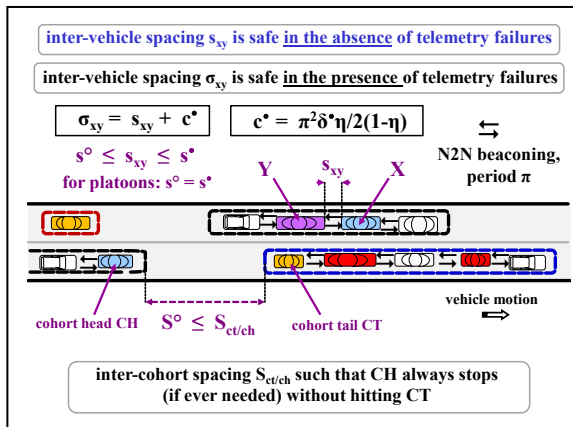 inter-vehicle spacing sxy is safe in the absence of telemetry failures
inter-vehicle spacing σxy is safe in the presence of telemetry failures
σxy = sxy + c•
c• = π²δ•η/2(1-η)
s° ≤ sxy ≤ s•
for platoons: s° = s•
N2N beaconing,
period π
Y
sxy
X
cohort head CH
S° ≤ Sct/ch
cohort tail CT
vehicle motion
inter-cohort spacing Sct/ch such that CH always stops
(if ever needed) without hitting CT